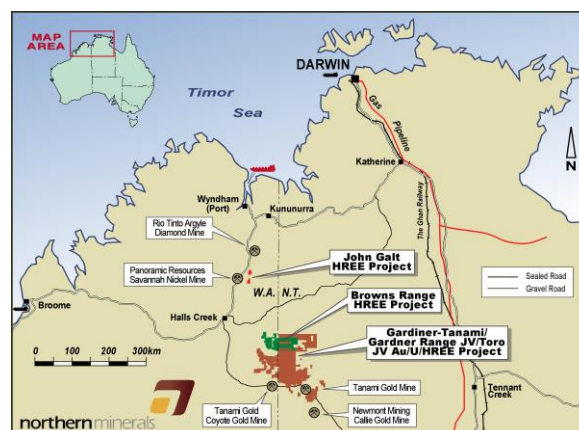 MAP
AREA
DARWIN
Timor
Sea
Gas
Pipeline
Katherine
N
Wyndham
(Port)
Kununurra
The Ghan Railway
Rio Tinto Argyle
Diamond Mine
John Galt
HREE Project
Sealed Road
Gravel Road
Panoramic Resources
Savannah Nickel Mine
W.A. N.T.
Broome
Browns Range
HREE Project
Halls Creek
Gardiner-Tanami/
Gardner Range JV/Toro
JV Au/U/HREE Project
0 100 200 300km
Tanami Gold Mine
Tennant
Creek
Tanami Gold
Coyote Gold Mine
Newmont Mining
Callie Gold Mine
northernminerals